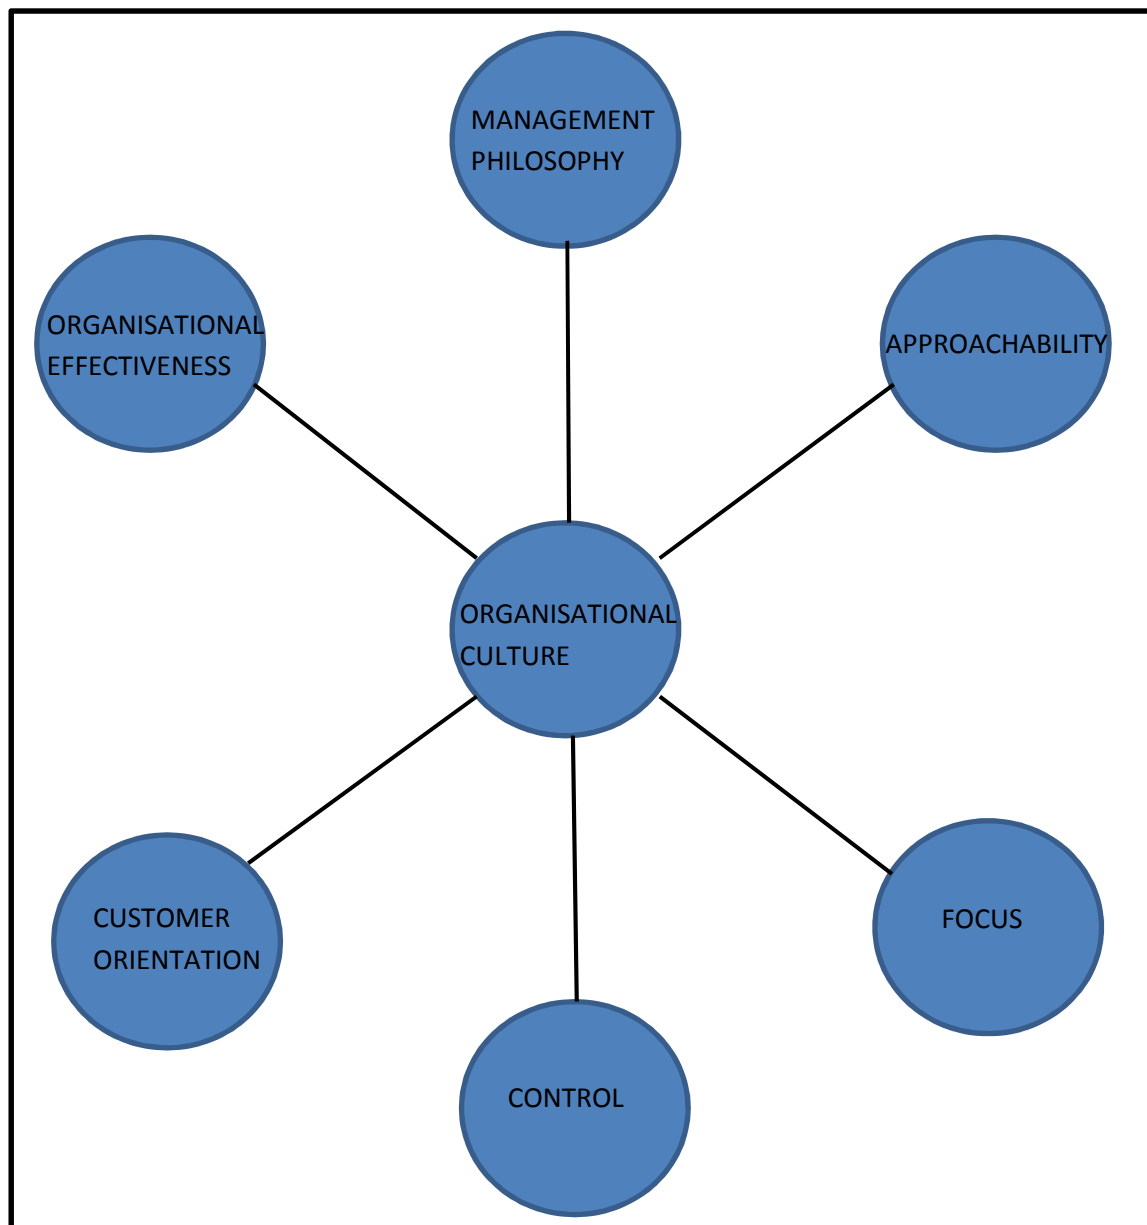 MANAGEMENT
PHILOSOPHY
ORGANISATIONAL
EFFECTIVENESS
APPROACHABILITY
ORGANISATIONAL
CULTURE
CUSTOMER
ORIENTATION
FOCUS
CONTROL